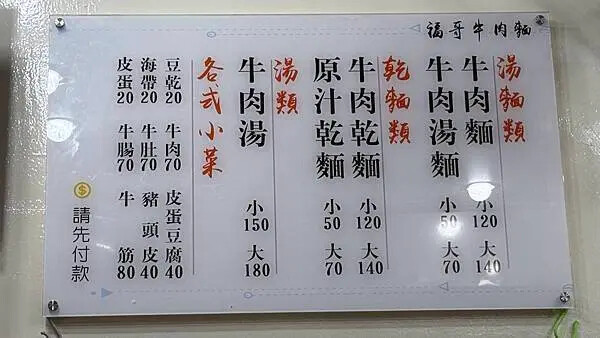 福哥牛肉麵
湯麵類
牛肉麵 小120 大140
牛肉湯麵 小50 大70
乾麵類
牛肉乾麵 小120 大140
原汁乾麵 小50 大70
湯類
牛肉湯 小150 大180
各式小菜
豆乾20 牛肉70 皮蛋豆腐40
海帶20 牛肚70 豬頭皮40
皮蛋20 牛腸70 牛筋80
$ 請先付款